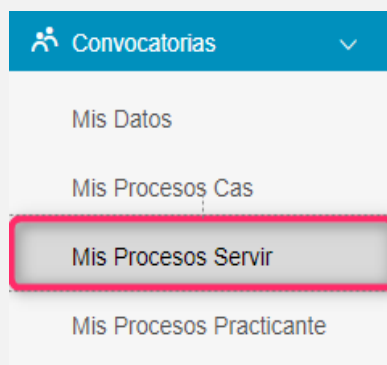 Convocatorias
Mis Datos
Mis Procesos Cas
Mis Procesos Servir
Mis Procesos Practicante